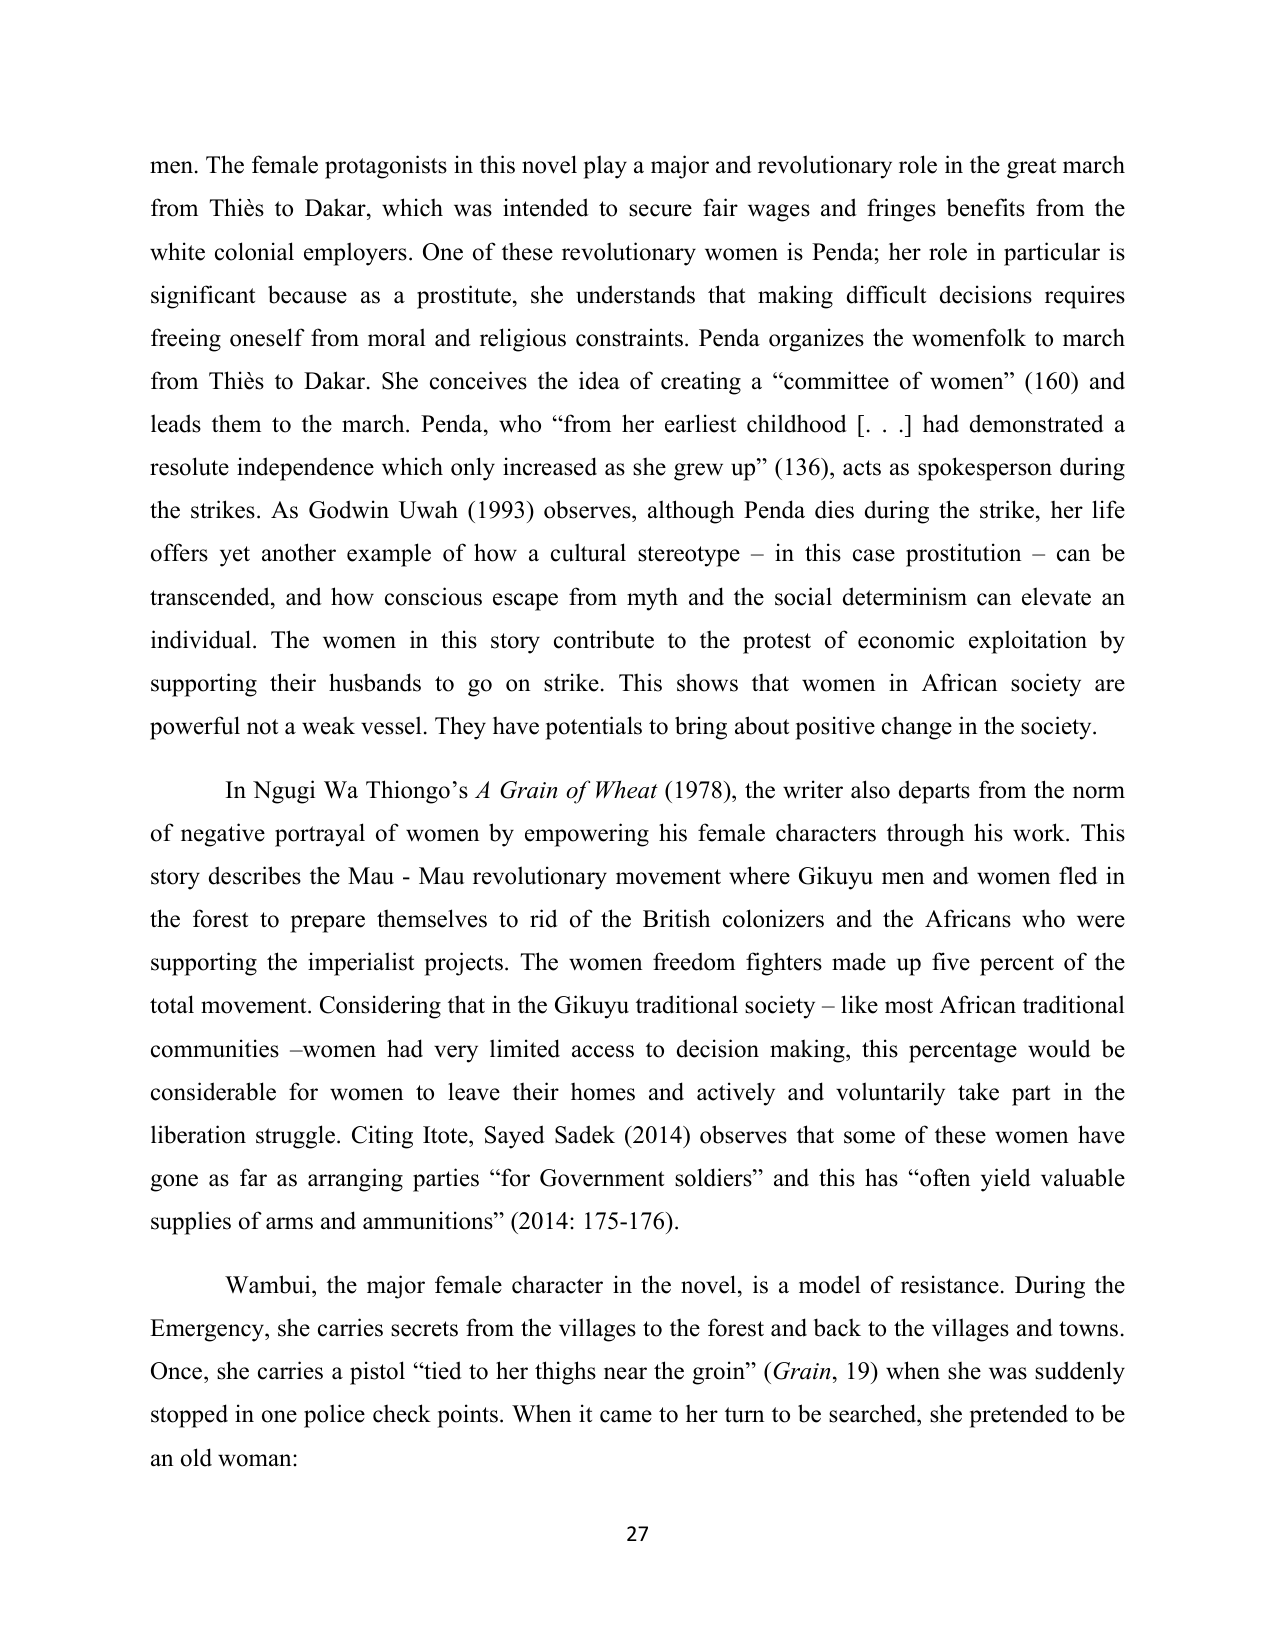 men. The female protagonists in this novel play a major and revolutionary role in the great march
from Thiès to Dakar, which was intended to secure fair wages and fringes benefits from the
white colonial employers. One of these revolutionary women is Penda; her role in particular is
significant because as a prostitute, she understands that making difficult decisions requires
freeing oneself from moral and religious constraints. Penda organizes the womenfolk to march
from Thiès to Dakar. She conceives the idea of creating a “committee of women” (160) and
leads them to the march. Penda, who “from her earliest childhood [. . .] had demonstrated a
resolute independence which only increased as she grew up” (136), acts as spokesperson during
the strikes. As Godwin Uwah (1993) observes, although Penda dies during the strike, her life
offers yet another example of how a cultural stereotype – in this case prostitution – can be
transcended, and how conscious escape from myth and the social determinism can elevate an
individual. The women in this story contribute to the protest of economic exploitation by
supporting their husbands to go on strike. This shows that women in African society are
powerful not a weak vessel. They have potentials to bring about positive change in the society.
In Ngugi Wa Thiongo’s A Grain of Wheat (1978), the writer also departs from the norm
of negative portrayal of women by empowering his female characters through his work. This
story describes the Mau - Mau revolutionary movement where Gikuyu men and women fled in
the forest to prepare themselves to rid of the British colonizers and the Africans who were
supporting the imperialist projects. The women freedom fighters made up five percent of the
total movement. Considering that in the Gikuyu traditional society – like most African traditional
communities –women had very limited access to decision making, this percentage would be
considerable for women to leave their homes and actively and voluntarily take part in the
liberation struggle. Citing Itote, Sayed Sadek (2014) observes that some of these women have
gone as far as arranging parties “for Government soldiers” and this has “often yield valuable
supplies of arms and ammunitions” (2014: 175-176).
Wambui, the major female character in the novel, is a model of resistance. During the
Emergency, she carries secrets from the villages to the forest and back to the villages and towns.
Once, she carries a pistol “tied to her thighs near the groin” (Grain, 19) when she was suddenly
stopped in one police check points. When it came to her turn to be searched, she pretended to be
an old woman:
27